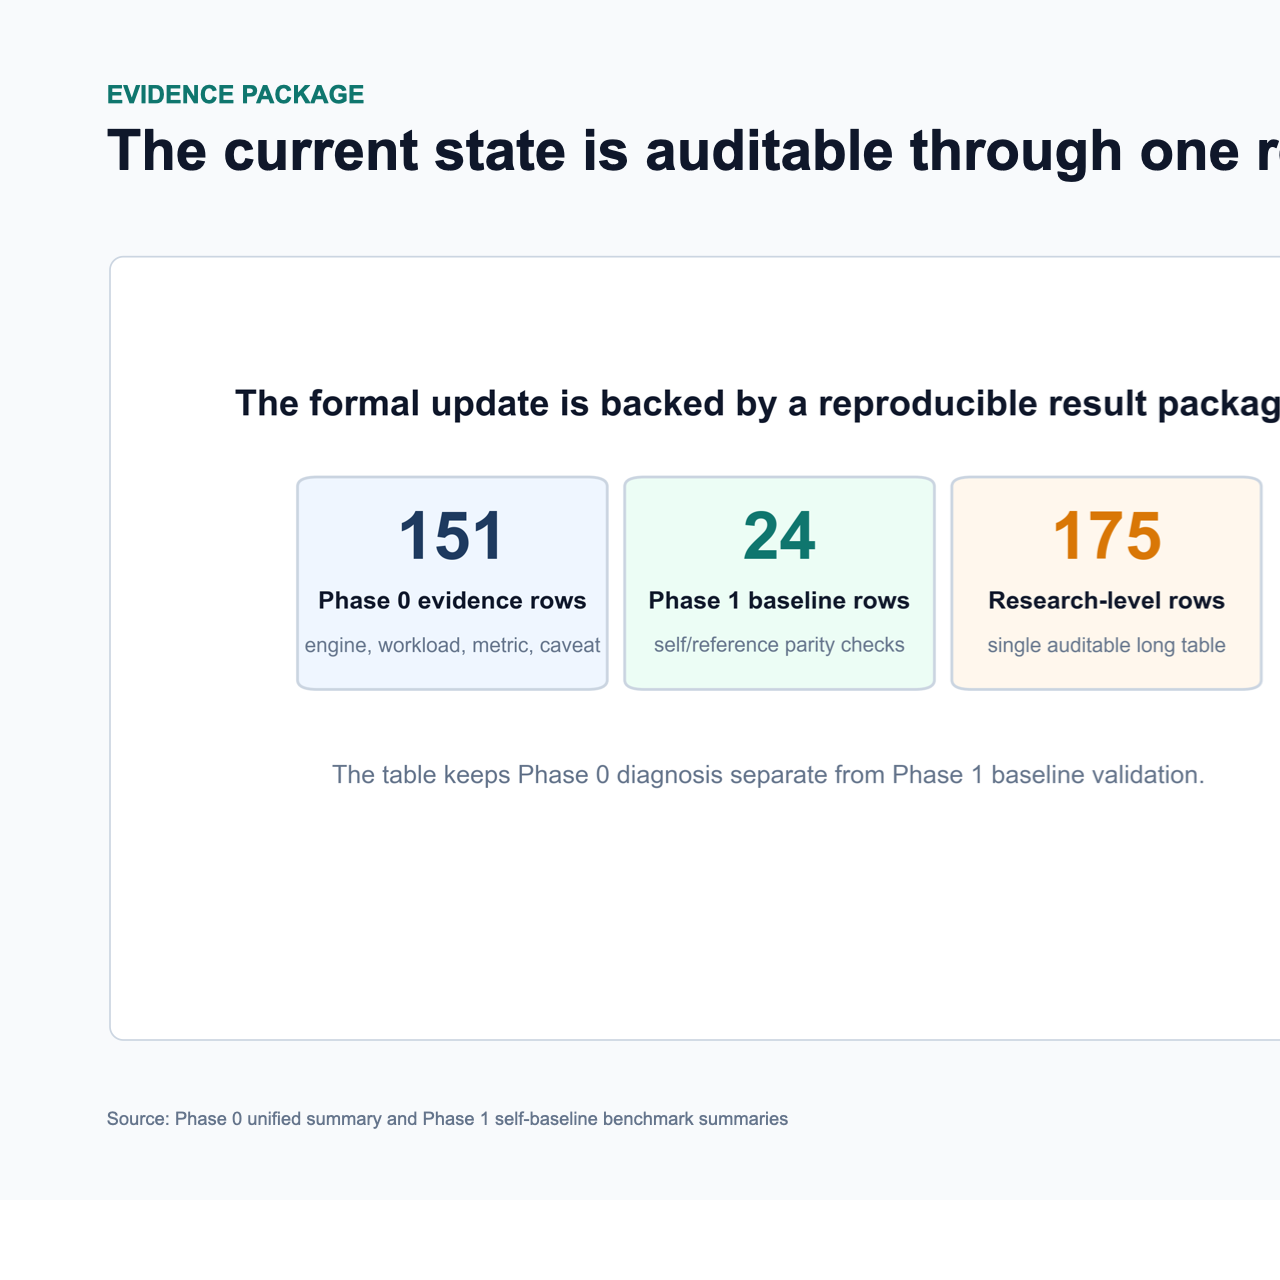 EVIDENCE PACKAGE
The current state is auditable through one
The formal update is backed by a reproducible result packag
151
Phase 0 evidence rows
engine, workload, metric, caveat
24
Phase 1 baseline rows
self/reference parity checks
175
Research-level rows
single auditable long table
The table keeps Phase 0 diagnosis separate from Phase 1 baseline validation.
Source: Phase 0 unified summary and Phase 1 self-baseline benchmark summaries